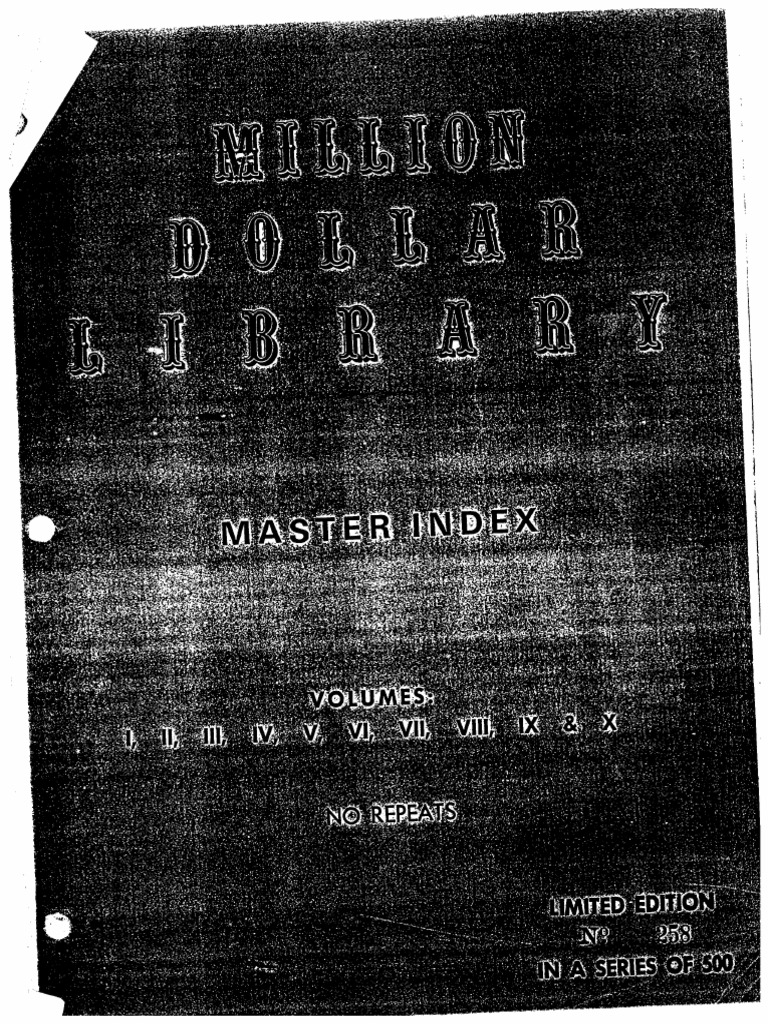 MILLION
DOLLAR
LIBRARY
MASTER INDEX
VOLUMES:
I, II, III, IV, V, VI, VII, VIII, IX & X
NO REPEATS
LIMITED EDITION
Nº 258
IN A SERIES OF 500